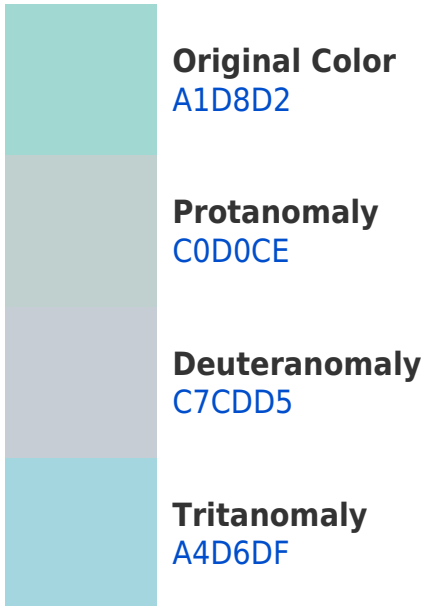 Original Color
A1D8D2
Protanomaly
C0D0CE
Deuteranomaly
C7CDD5
Tritanomaly
A4D6DF